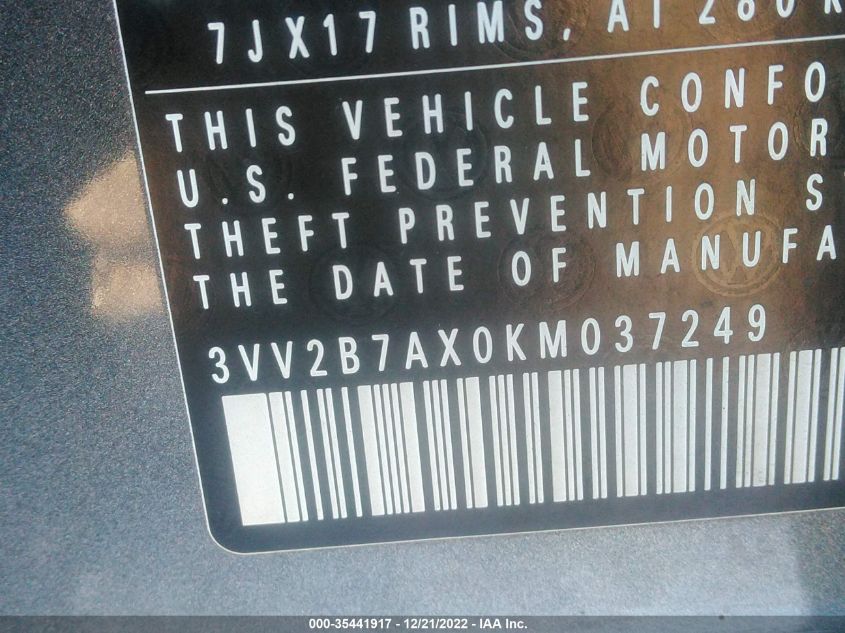 7JX17 RIMS, AT 280 K
THIS VEHICLE CONFO
U.S. FEDERAL MOTOR
THEFT PREVENTION S
THE DATE OF MANUFA
3VV2B7AX0KM037249
000-35441917 - 12/21/2022 - IAA Inc.